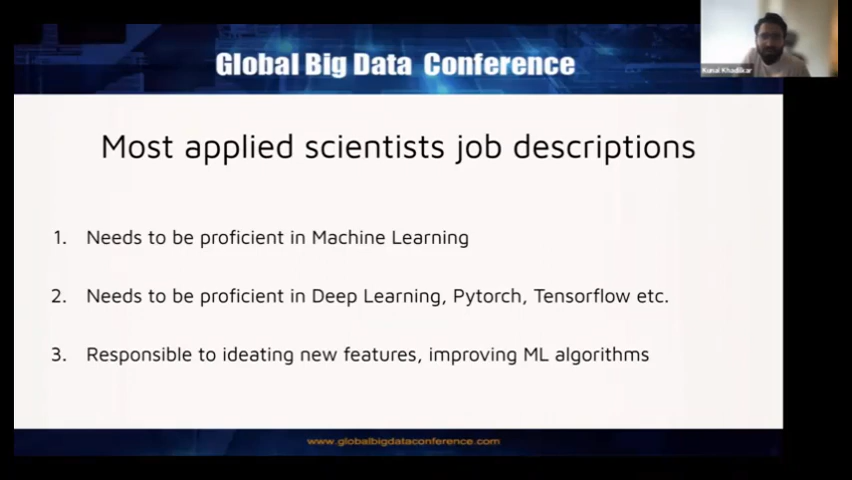 Global Big Data Conference
Kunal Khadilkar
Most applied scientists job descriptions
1. Needs to be proficient in Machine Learning
2. Needs to be proficient in Deep Learning, Pytorch, Tensorflow etc.
3. Responsible to ideating new features, improving ML algorithms
www.globalbigdataconference.com